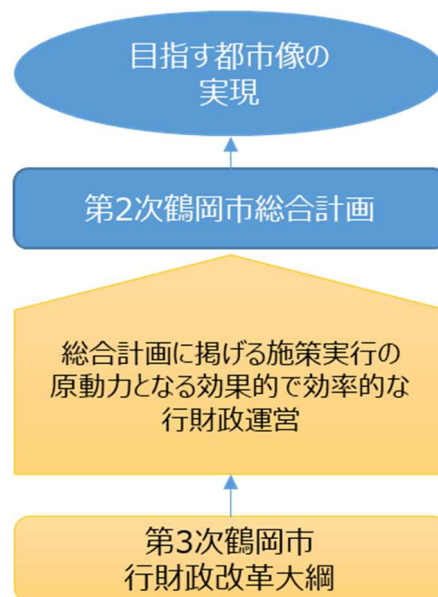 目指す都市像の
実現
第2次鶴岡市総合計画
総合計画に掲げる施策実行の
原動力となる効果的で効率的な
行財政運営
第3次鶴岡市
行財政改革大綱